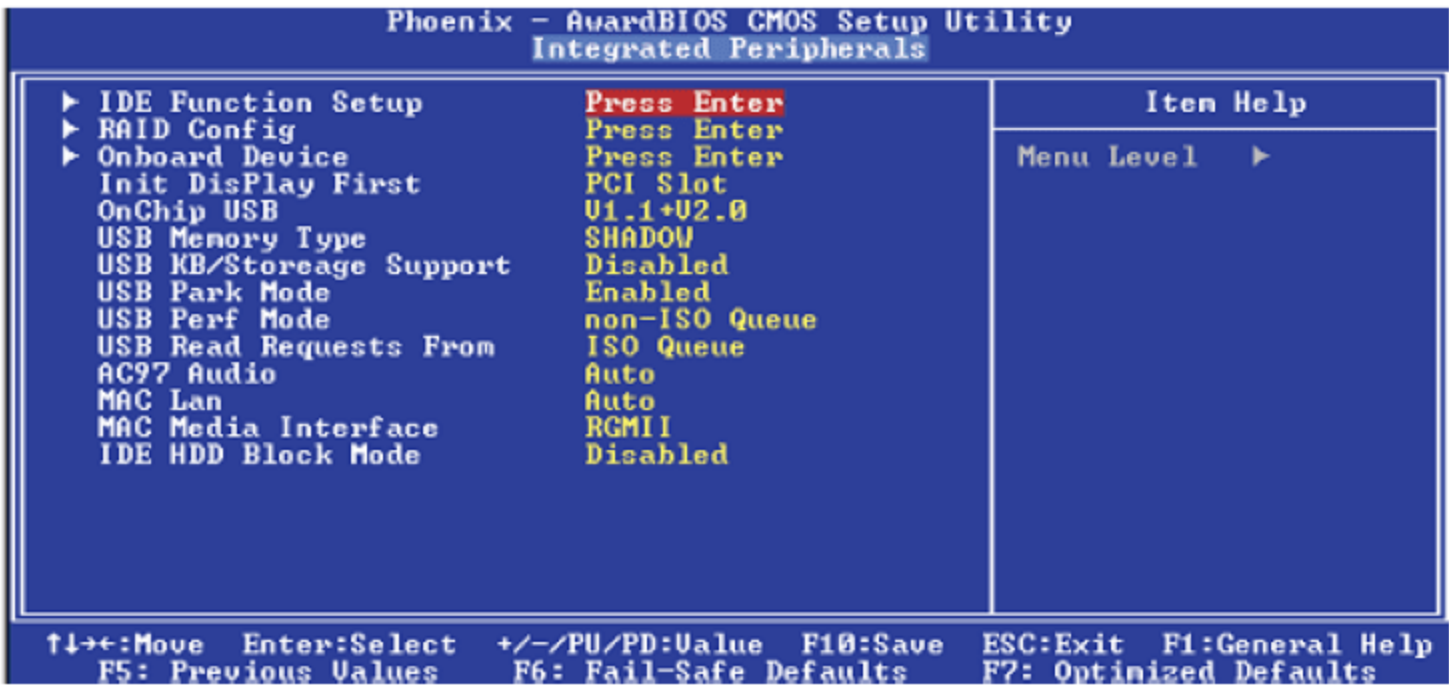 Phoenix - AwardBIOS CMOS Setup Utility
Integrated Peripherals
▶ IDE Function Setup Press Enter Item Help
▶ RAID Config Press Enter
▶ Onboard Device Press Enter Menu Level ▶
Init DisPlay First PCI Slot
OnChip USB V1.1+V2.0
USB Memory Type SHADOW
USB KB/Storeage Support Disabled
USB Park Mode Enabled
USB Perf Mode non-ISO Queue
USB Read Requests From ISO Queue
AC97 Audio Auto
MAC Lan Auto
MAC Media Interface RGMII
IDE HDD Block Mode Disabled
↑↓→←:Move Enter:Select +/-/PU/PD:Value F10:Save ESC:Exit F1:General Help
F5: Previous Values F6: Fail-Safe Defaults F7: Optimized Defaults